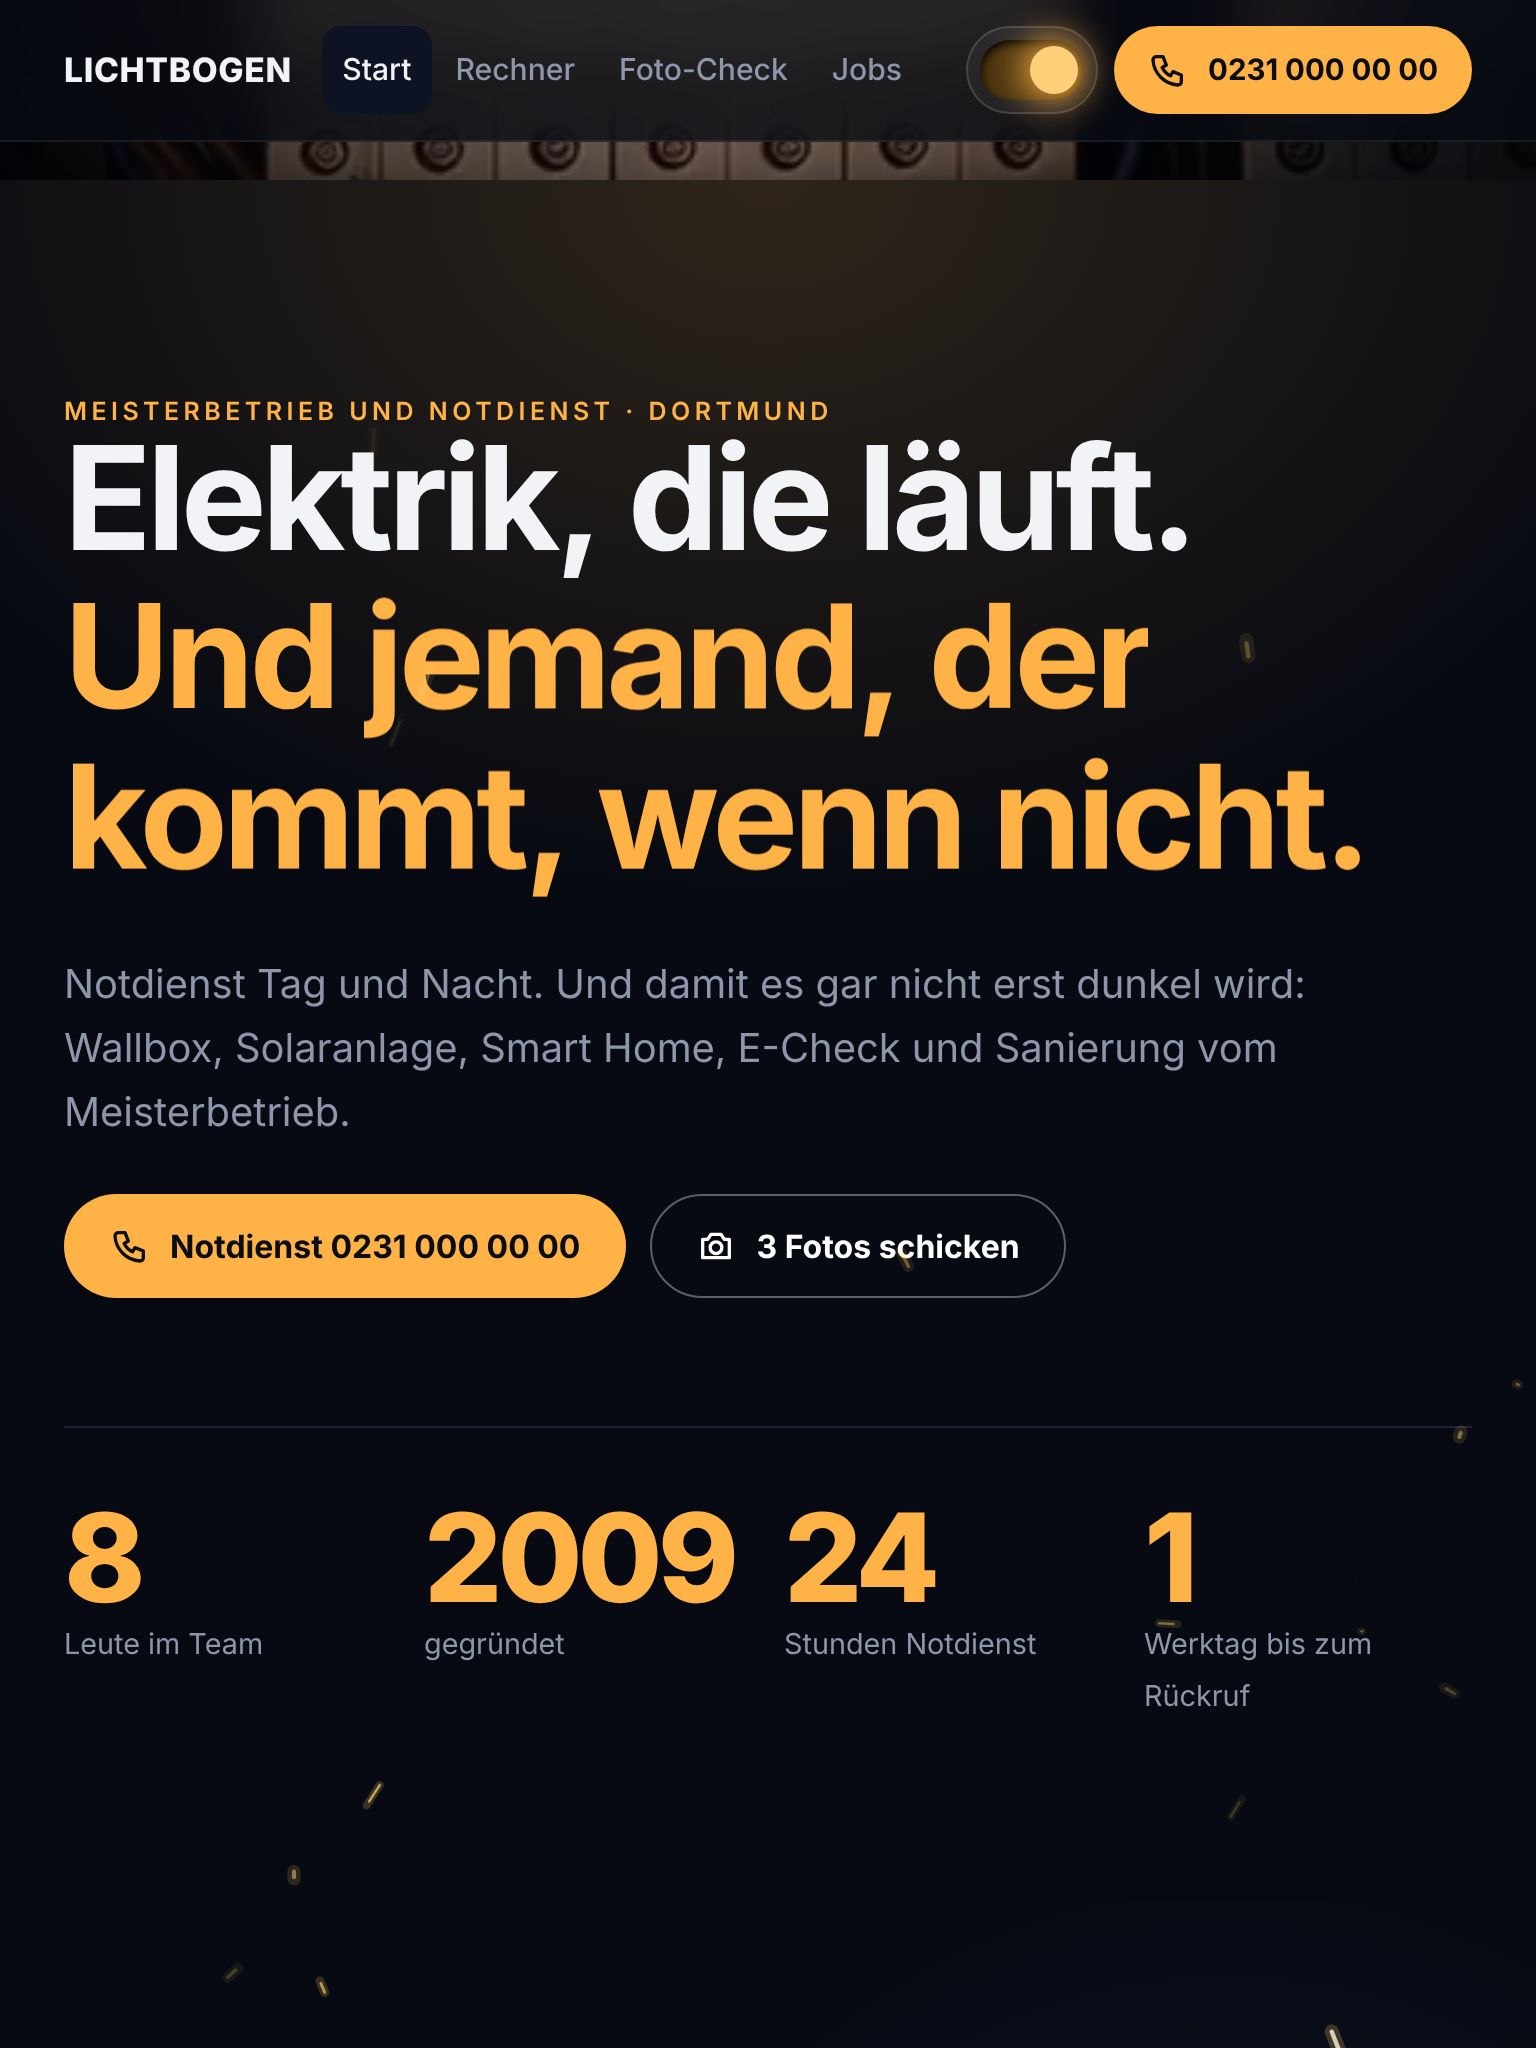 LICHTBOGEN Start Rechner Foto-Check Jobs 0231 000 00 00
MEISTERBETRIEB UND NOTDIENST · DORTMUND
Elektrik, die läuft.
Und jemand, der
kommt, wenn nicht.
Notdienst Tag und Nacht. Und damit es gar nicht erst dunkel wird:
Wallbox, Solaranlage, Smart Home, E-Check und Sanierung vom
Meisterbetrieb.
Notdienst 0231 000 00 00 3 Fotos schicken
8 2009 24 1
Leute im Team gegründet Stunden Notdienst Werktag bis zum
Rückruf